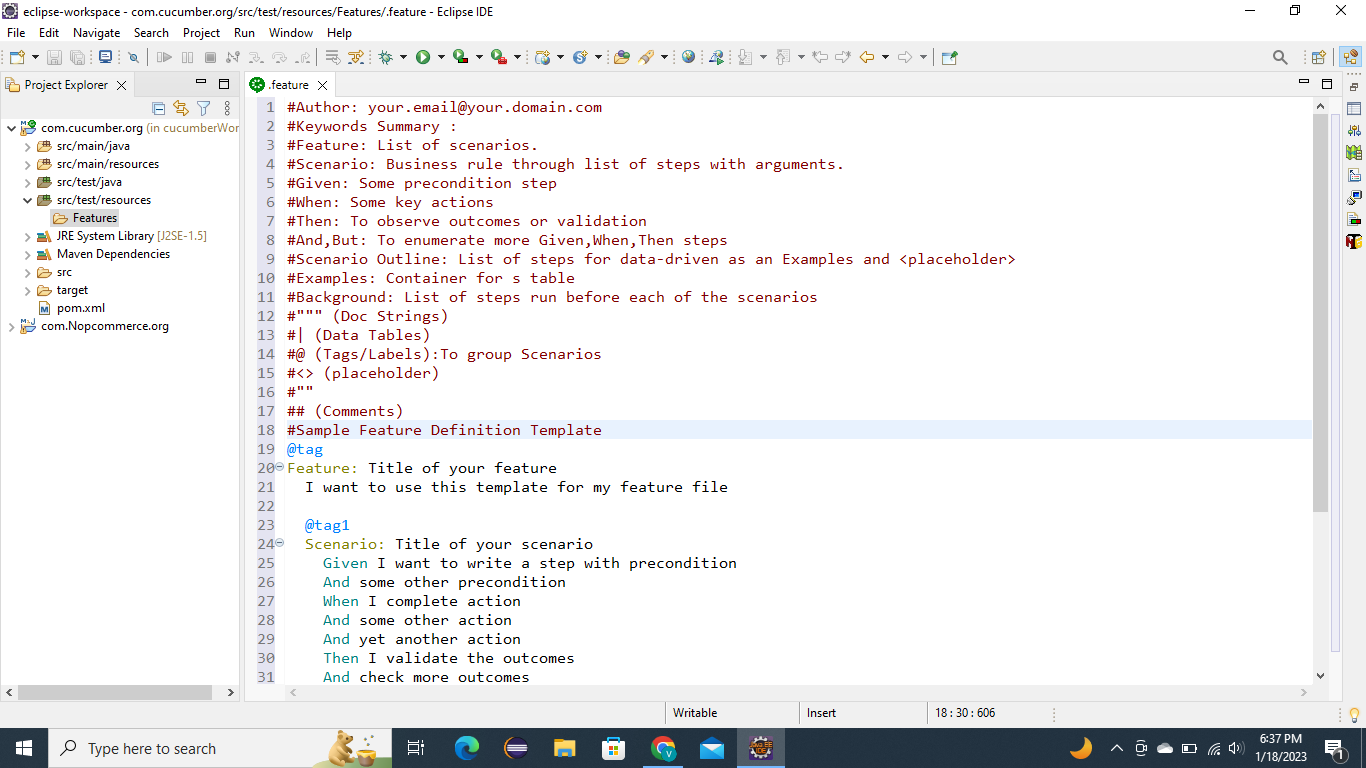 eclipse-workspace - com.cucumber.org/src/test/resources/Features/.feature - Eclipse IDE
File Edit Navigate Search Project Run Window Help
Project Explorer
com.cucumber.org (in cucumberWor
src/main/java
src/main/resources
src/test/java
src/test/resources
Features
JRE System Library [J2SE-1.5]
Maven Dependencies
src
target
pom.xml
com.Nopcommerce.org
.feature
1 #Author: your.email@your.domain.com
2 #Keywords Summary :
3 #Feature: List of scenarios.
4 #Scenario: Business rule through list of steps with arguments.
5 #Given: Some precondition step
6 #When: Some key actions
7 #Then: To observe outcomes or validation
8 #And,But: To enumerate more Given,When,Then steps
9 #Scenario Outline: List of steps for data-driven as an Examples and <placeholder>
10 #Examples: Container for s table
11 #Background: List of steps run before each of the scenarios
12 #""" (Doc Strings)
13 #| (Data Tables)
14 #@ (Tags/Labels):To group Scenarios
15 #<> (placeholder)
16 #""
17 ## (Comments)
18 #Sample Feature Definition Template
19 @tag
20 Feature: Title of your feature
21 I want to use this template for my feature file
22
23 @tag1
24 Scenario: Title of your scenario
25 Given I want to write a step with precondition
26 And some other precondition
27 When I complete action
28 And some other action
29 And yet another action
30 Then I validate the outcomes
31 And check more outcomes
Writable Insert 18 : 30 : 606
Type here to search
6:37 PM
1/18/2023
1